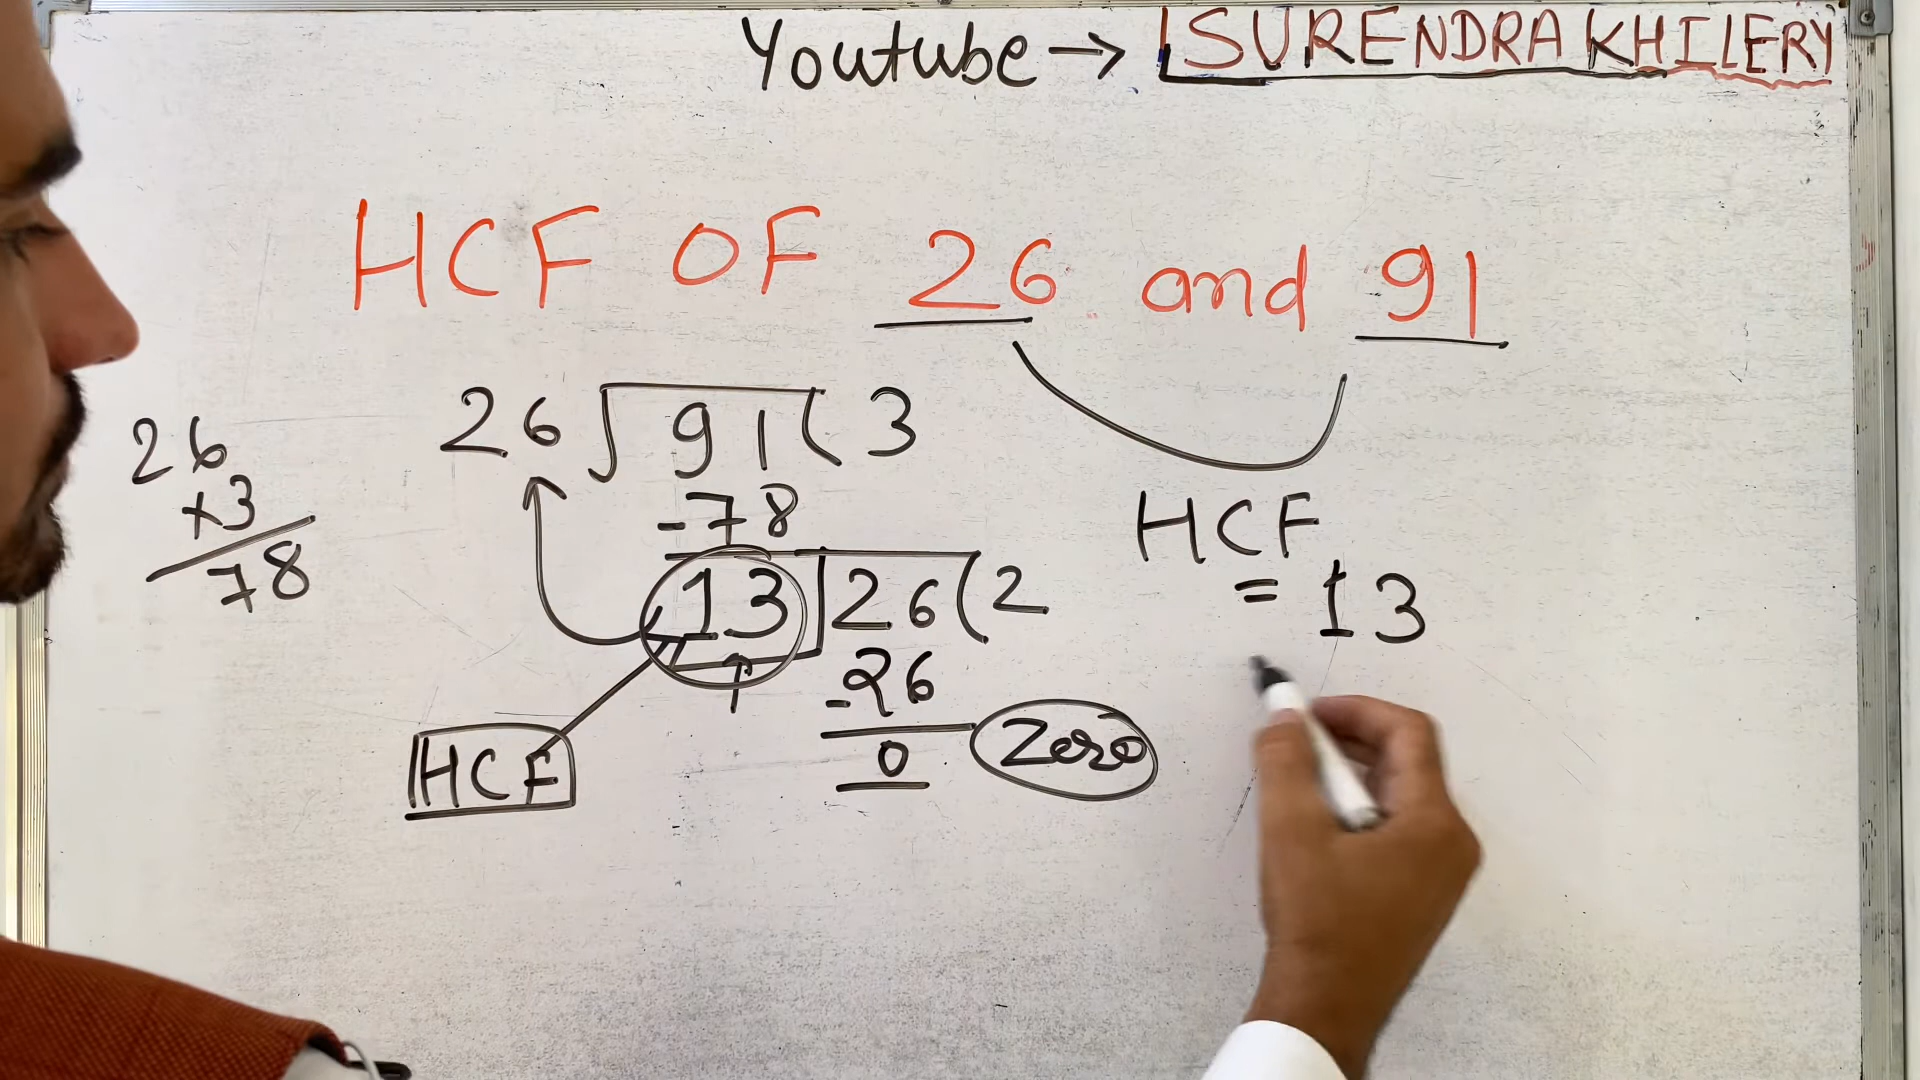 Youtube → SURENDRA KHILERY
HCF OF 26 and 91
26) 91 ( 3
-78
13 | 26 ( 2
-26
0 Zero
HCF
26
×3
78
HCF
= 13